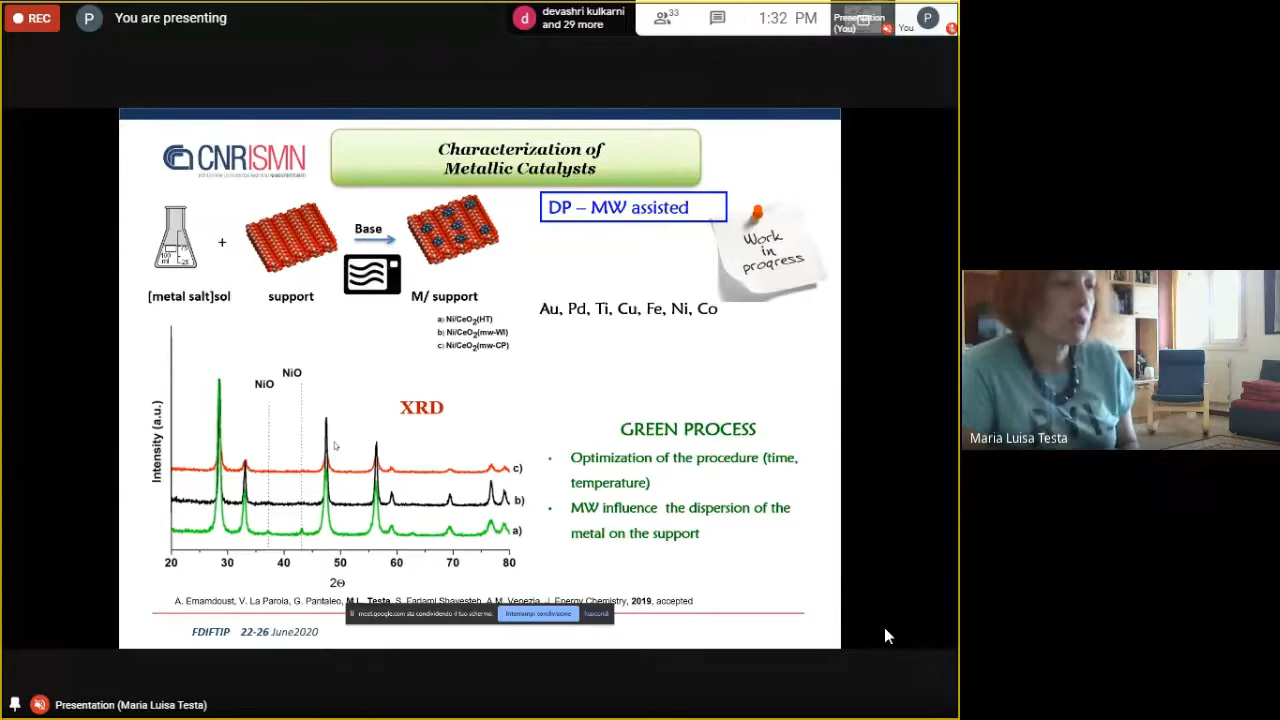 REC
P
You are presenting
d
devashri kulkarni
and 29 more
33
1:32 PM
Presentation
(You)
You
P
CNRISMN
Characterization of
Metallic Catalysts
DP – MW assisted
Work
in
progress
+
Base
[metal salt]sol
support
M/ support
Au, Pd, Ti, Cu, Fe, Ni, Co
a) Ni/CeO2(HT)
b) Ni/CeO2(mw-WI)
c) Ni/CeO2(mw-CP)
NiO
NiO
XRD
Intensity (a.u.)
c)
b)
a)
20 30 40 50 60 70 80
2Θ
GREEN PROCESS
• Optimization of the procedure (time,
temperature)
• MW influence the dispersion of the
metal on the support
A. Emamdoust, V. La Parola, G. Pantaleo, M.L. Testa, S. Farjami Shayesteh, A.M. Venezia, J. Energy Chemistry, 2019, accepted
meet.google.com sta condividendo il tuo schermo.
Interrompi condivisione
Nascondi
FDIFTIP 22-26 June2020
Maria Luisa Testa
Presentation (Maria Luisa Testa)